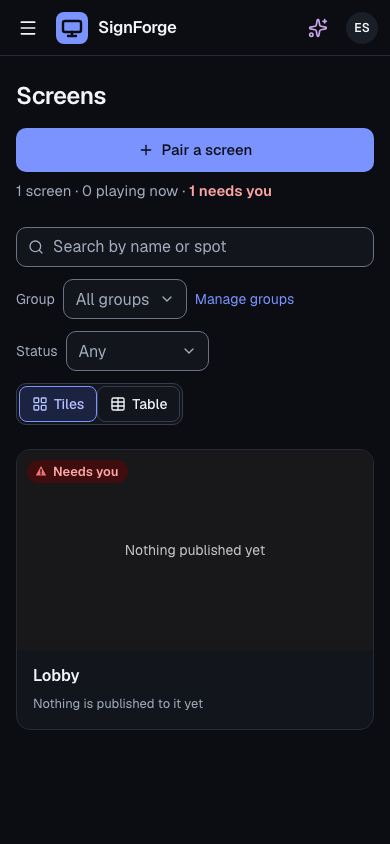 SignForge
ES
Screens
Pair a screen
1 screen · 0 playing now · 1 needs you
Search by name or spot
Group
All groups
Manage groups
Status
Any
Tiles
Table
Needs you
Nothing published yet
Lobby
Nothing is published to it yet